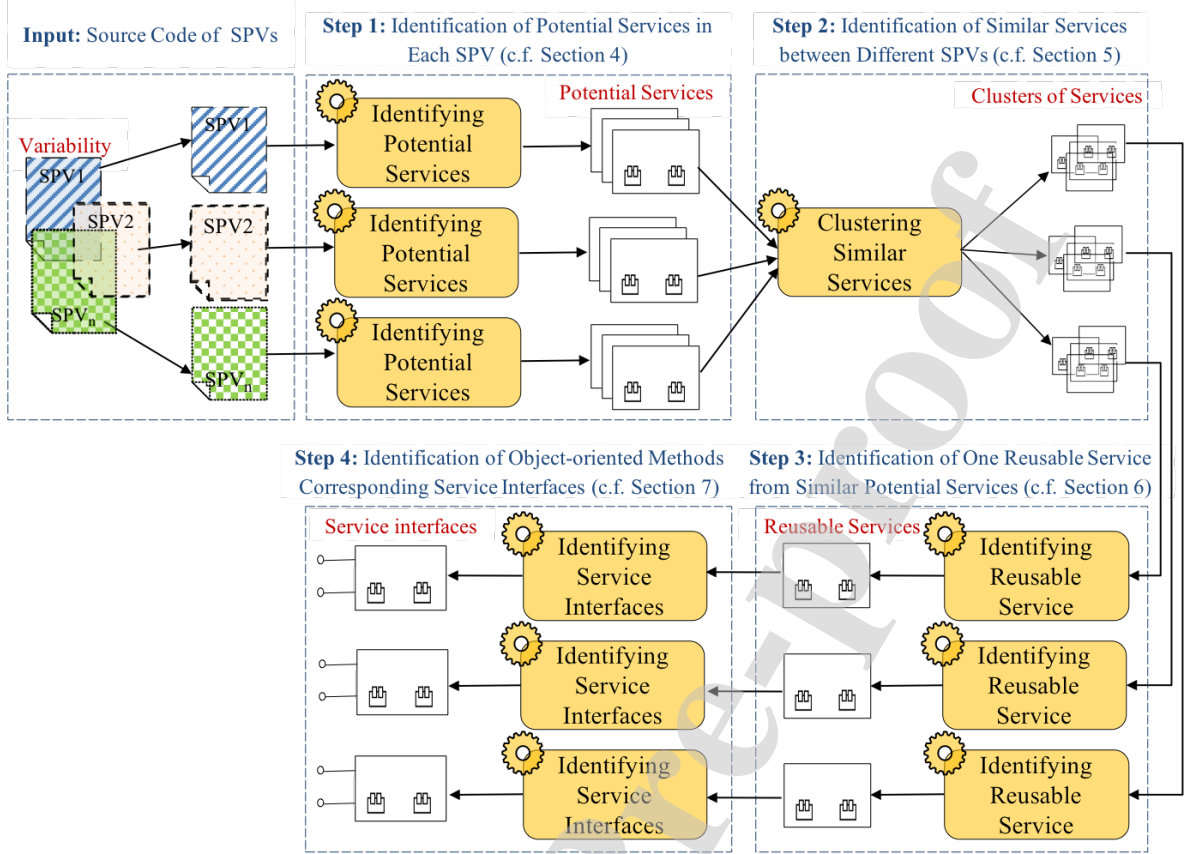 Input: Source Code of SPVs
Step 1: Identification of Potential Services in
Each SPV (c.f. Section 4)
Step 2: Identification of Similar Services
between Different SPVs (c.f. Section 5)
Variability
SPV1
SPV2
SPVn
SPV1
SPV2
SPVn
Identifying
Potential
Services
Identifying
Potential
Services
Identifying
Potential
Services
Potential Services
Clustering
Similar
Services
Clusters of Services
Step 4: Identification of Object-oriented Methods
Corresponding Service Interfaces (c.f. Section 7)
Step 3: Identification of One Reusable Service
from Similar Potential Services (c.f. Section 6)
Service interfaces
Identifying
Service
Interfaces
Identifying
Service
Interfaces
Identifying
Service
Interfaces
Reusable Services
Identifying
Reusable
Service
Identifying
Reusable
Service
Identifying
Reusable
Service
re-proof